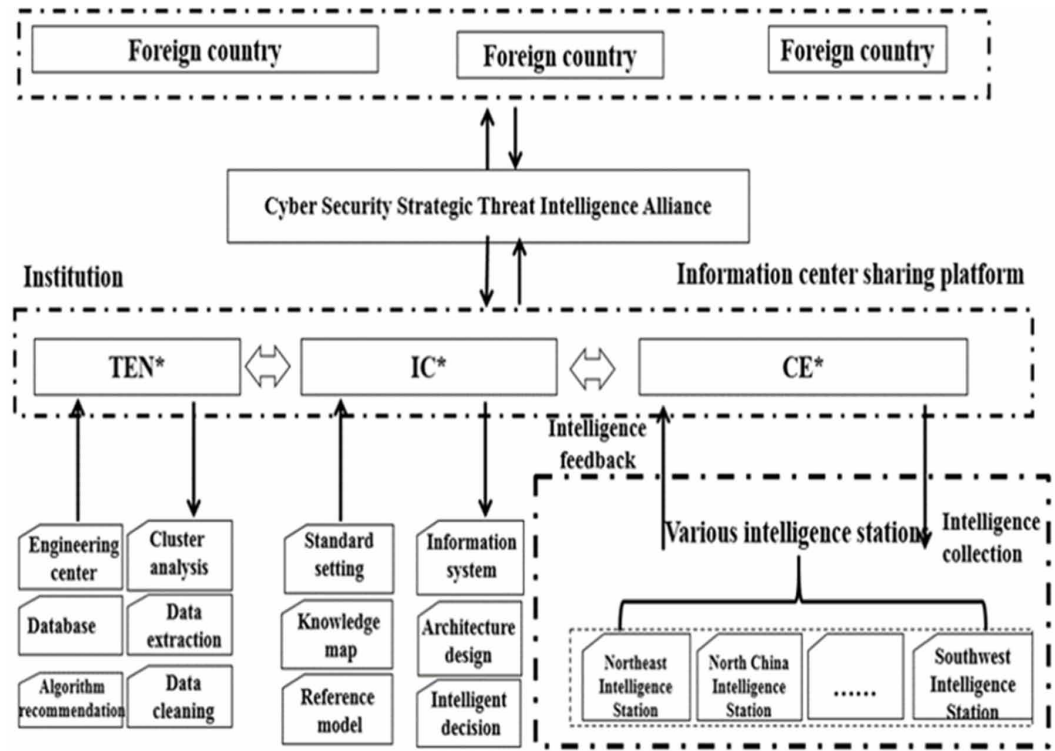 Foreign country
Foreign country
Foreign country
Cyber Security Strategic Threat Intelligence Alliance
Institution
Information center sharing platform
TEN*
IC*
CE*
Intelligence
feedback
Engineering
center
Cluster
analysis
Standard
setting
Information
system
Various intelligence station
Intelligence
collection
Database
Data
extraction
Knowledge
map
Architecture
design
Algorithm
recommendation
Data
cleaning
Reference
model
Intelligent
decision
Northeast
Intelligence
Station
North China
Intelligence
Station
......
Southwest
Intelligence
Station